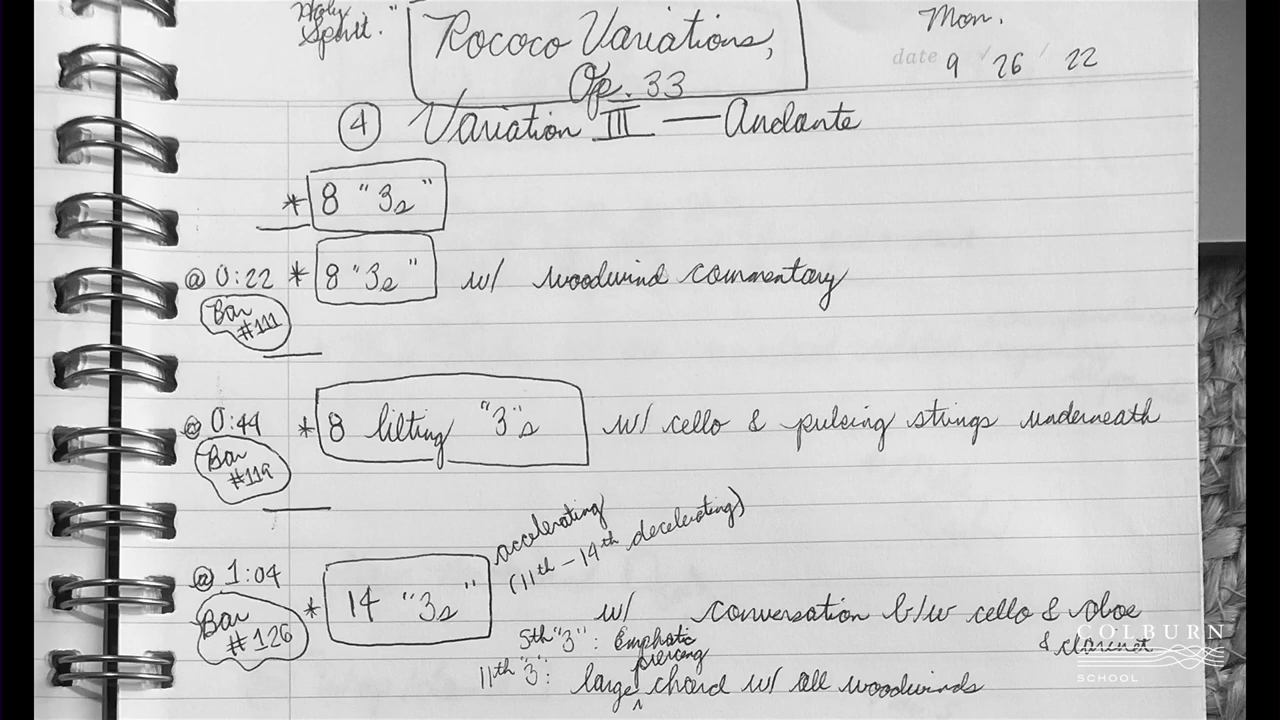 Holy
Spirit."
Rococo Variations,
Op. 33
Mon.
date 9 / 26 / 22
④ Variation III — Andante
* 8 "3s"
@ 0:22 * 8 "3s" w/ woodwind commentary
Bar
#111
@ 0:44 * 8 lilting "3"s w/ cello & pulsing strings underneath
Bar
#119
accelerating
(11th - 14th decelerating)
@ 1:04 * 14 "3s" w/ conversation b/w cello & oboe
& clarinet
Bar
#126
5th "3": Emphatic
piercing
11th "3": large ^ chord w/ all woodwinds
COLBURN
SCHOOL